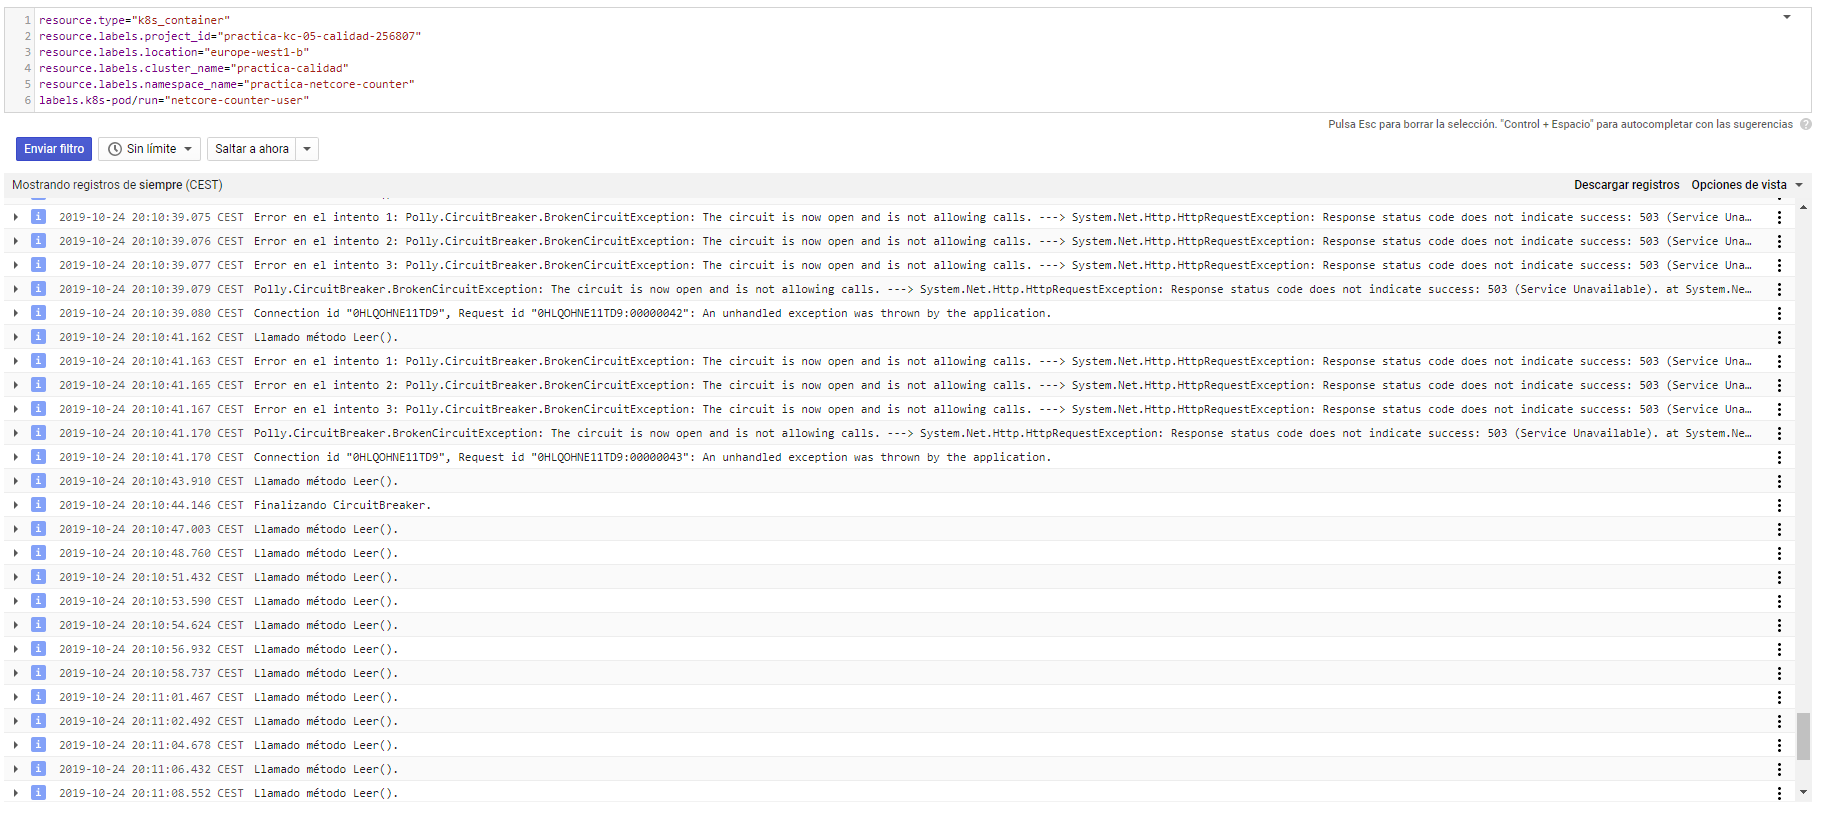 1 resource.type="k8s_container"
2 resource.labels.project_id="practica-kc-05-calidad-256807"
3 resource.labels.location="europe-west1-b"
4 resource.labels.cluster_name="practica-calidad"
5 resource.labels.namespace_name="practica-netcore-counter"
6 labels.k8s-pod/run="netcore-counter-user"
Pulsa Esc para borrar la selección. "Control + Espacio" para autocompletar con las sugerencias ?
Enviar filtro Sin límite Saltar a ahora
Mostrando registros de siempre (CEST) Descargar registros Opciones de vista
i 2019-10-24 20:10:39.075 CEST Error en el intento 1: Polly.CircuitBreaker.BrokenCircuitException: The circuit is now open and is not allowing calls. ---> System.Net.Http.HttpRequestException: Response status code does not indicate success: 503 (Service Una…
i 2019-10-24 20:10:39.076 CEST Error en el intento 2: Polly.CircuitBreaker.BrokenCircuitException: The circuit is now open and is not allowing calls. ---> System.Net.Http.HttpRequestException: Response status code does not indicate success: 503 (Service Una…
i 2019-10-24 20:10:39.077 CEST Error en el intento 3: Polly.CircuitBreaker.BrokenCircuitException: The circuit is now open and is not allowing calls. ---> System.Net.Http.HttpRequestException: Response status code does not indicate success: 503 (Service Una…
i 2019-10-24 20:10:39.079 CEST Polly.CircuitBreaker.BrokenCircuitException: The circuit is now open and is not allowing calls. ---> System.Net.Http.HttpRequestException: Response status code does not indicate success: 503 (Service Unavailable). at System.Ne…
i 2019-10-24 20:10:39.080 CEST Connection id "0HLQOHNE11TD9", Request id "0HLQOHNE11TD9:00000042": An unhandled exception was thrown by the application.
i 2019-10-24 20:10:41.162 CEST Llamado método Leer().
i 2019-10-24 20:10:41.163 CEST Error en el intento 1: Polly.CircuitBreaker.BrokenCircuitException: The circuit is now open and is not allowing calls. ---> System.Net.Http.HttpRequestException: Response status code does not indicate success: 503 (Service Una…
i 2019-10-24 20:10:41.165 CEST Error en el intento 2: Polly.CircuitBreaker.BrokenCircuitException: The circuit is now open and is not allowing calls. ---> System.Net.Http.HttpRequestException: Response status code does not indicate success: 503 (Service Una…
i 2019-10-24 20:10:41.167 CEST Error en el intento 3: Polly.CircuitBreaker.BrokenCircuitException: The circuit is now open and is not allowing calls. ---> System.Net.Http.HttpRequestException: Response status code does not indicate success: 503 (Service Una…
i 2019-10-24 20:10:41.170 CEST Polly.CircuitBreaker.BrokenCircuitException: The circuit is now open and is not allowing calls. ---> System.Net.Http.HttpRequestException: Response status code does not indicate success: 503 (Service Unavailable). at System.Ne…
i 2019-10-24 20:10:41.170 CEST Connection id "0HLQOHNE11TD9", Request id "0HLQOHNE11TD9:00000043": An unhandled exception was thrown by the application.
i 2019-10-24 20:10:43.910 CEST Llamado método Leer().
i 2019-10-24 20:10:44.146 CEST Finalizando CircuitBreaker.
i 2019-10-24 20:10:47.003 CEST Llamado método Leer().
i 2019-10-24 20:10:48.760 CEST Llamado método Leer().
i 2019-10-24 20:10:51.432 CEST Llamado método Leer().
i 2019-10-24 20:10:53.590 CEST Llamado método Leer().
i 2019-10-24 20:10:54.624 CEST Llamado método Leer().
i 2019-10-24 20:10:56.932 CEST Llamado método Leer().
i 2019-10-24 20:10:58.737 CEST Llamado método Leer().
i 2019-10-24 20:11:01.467 CEST Llamado método Leer().
i 2019-10-24 20:11:02.492 CEST Llamado método Leer().
i 2019-10-24 20:11:04.678 CEST Llamado método Leer().
i 2019-10-24 20:11:06.432 CEST Llamado método Leer().
i 2019-10-24 20:11:08.552 CEST Llamado método Leer().